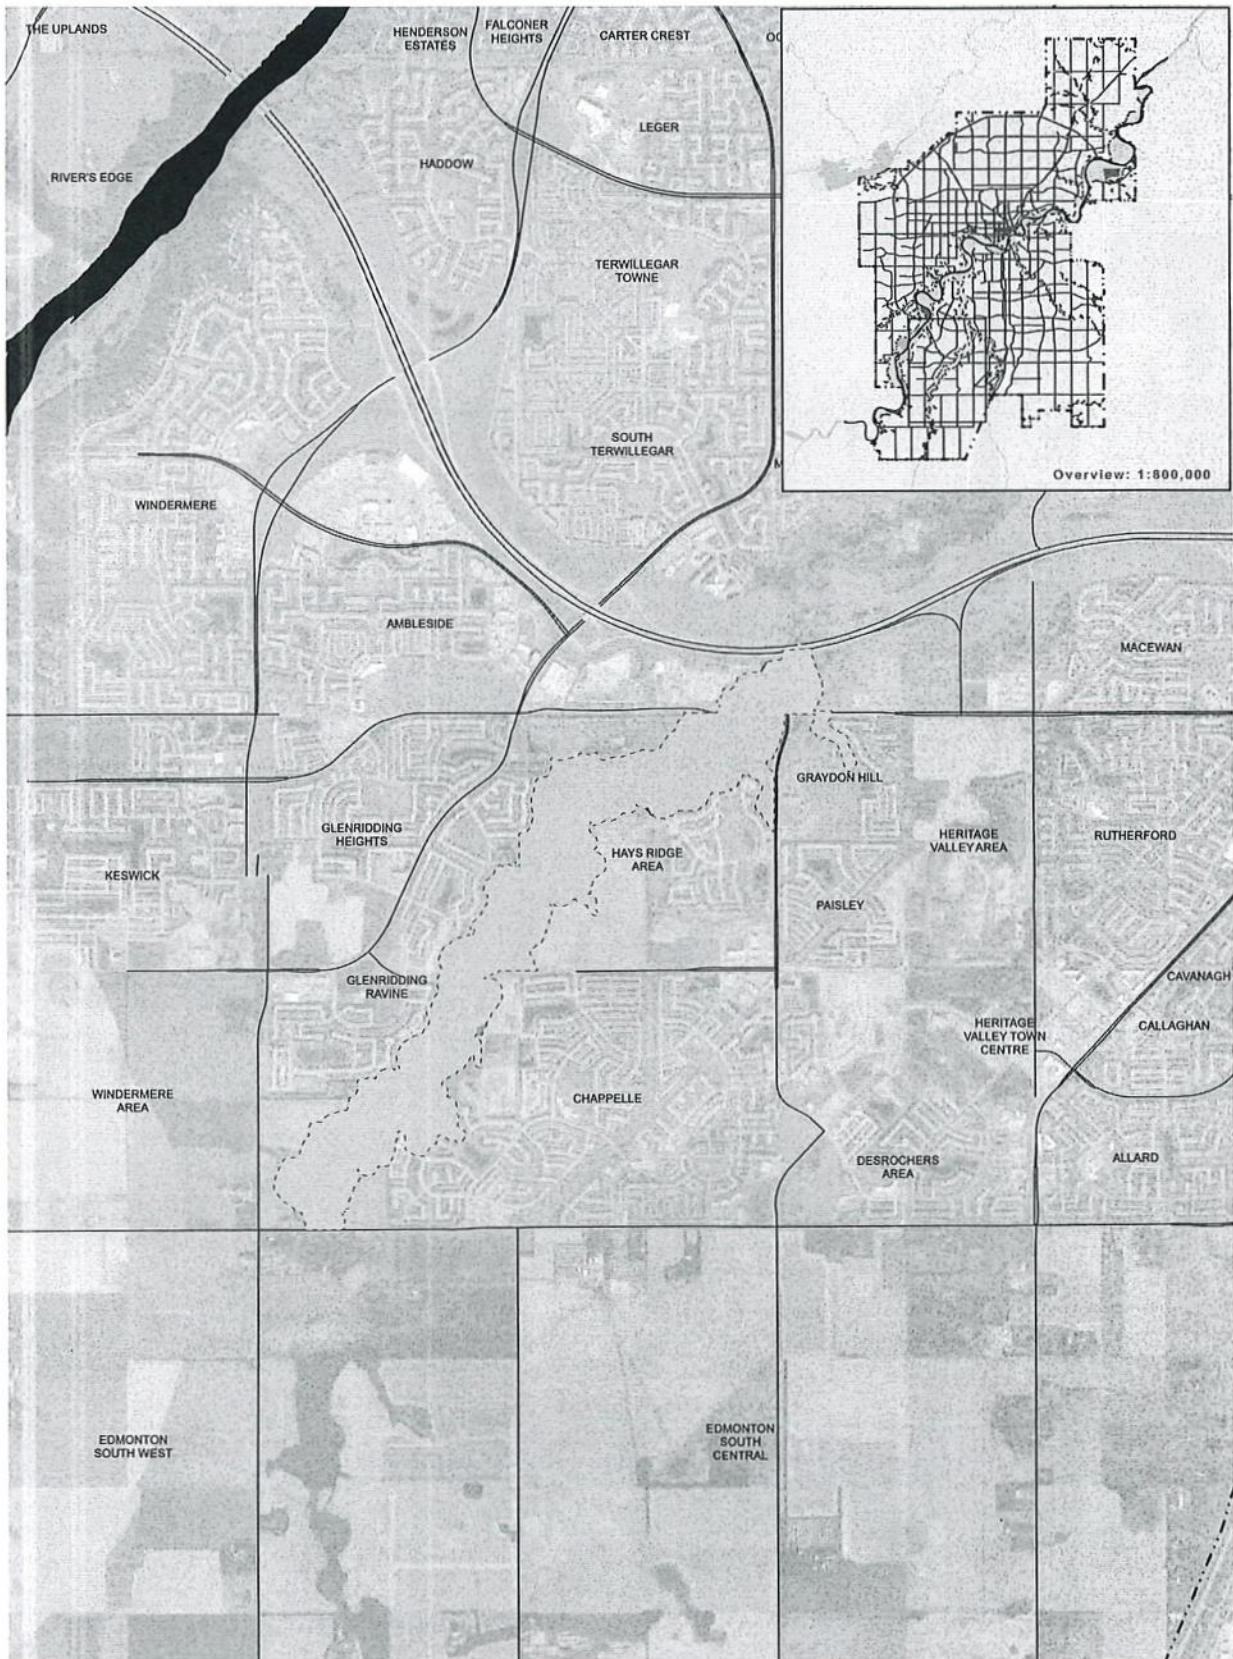 THE UPLANDS
HENDERSON
ESTATES
FALCONER
HEIGHTS
CARTER CREST
LEGER
HADDOW
RIVER'S EDGE
TERWILLEGAR
TOWNE
SOUTH
TERWILLEGAR
Overview: 1:800,000
WINDERMERE
AMBLESIDE
MACEWAN
GRAYDON HILL
GLENRIDDING
HEIGHTS
HAYS RIDGE
AREA
HERITAGE
VALLEY AREA
RUTHERFORD
KESWICK
PAISLEY
GLENRIDDING
RAVINE
CAVANAGH
HERITAGE
VALLEY TOWN
CENTRE
CALLAGHAN
WINDERMERE
AREA
CHAPPELLE
DESROCHERS
AREA
ALLARD
EDMONTON
SOUTH WEST
EDMONTON
SOUTH
CENTRAL